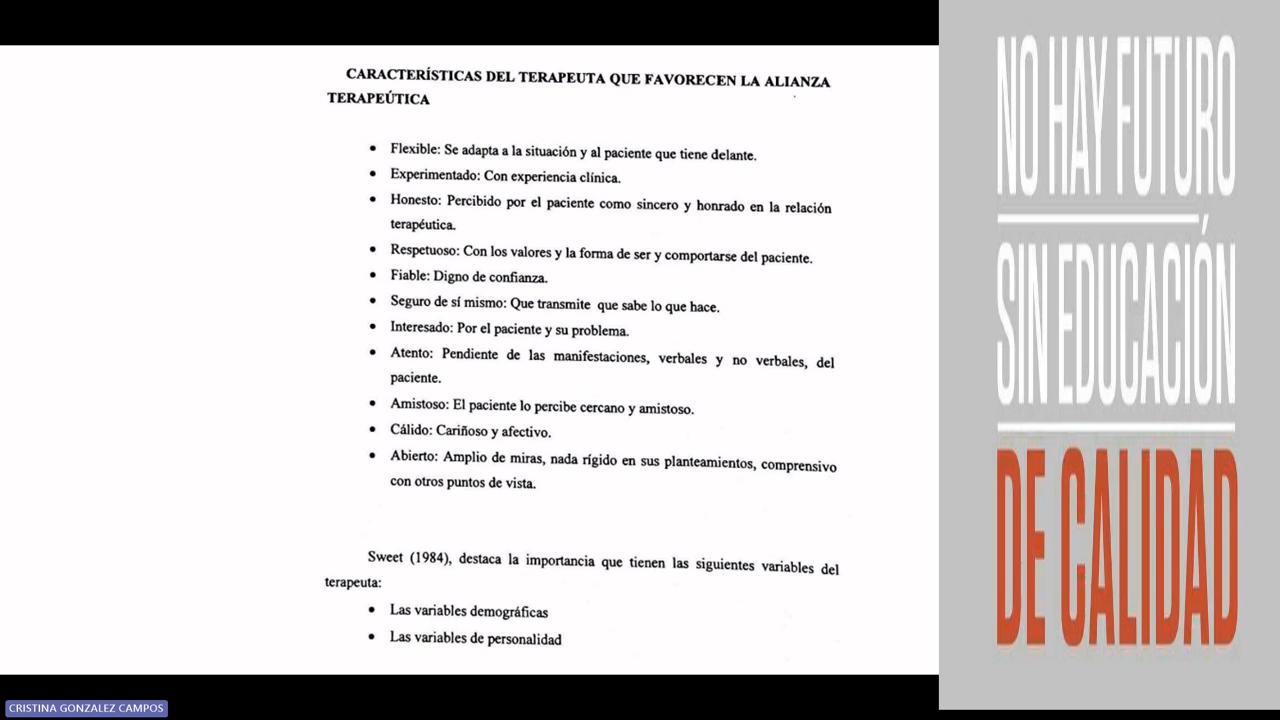 CARACTERÍSTICAS DEL TERAPEUTA QUE FAVORECEN LA ALIANZA
TERAPEÚTICA
• Flexible: Se adapta a la situación y al paciente que tiene delante.
• Experimentado: Con experiencia clínica.
• Honesto: Percibido por el paciente como sincero y honrado en la relación
terapéutica.
• Respetuoso: Con los valores y la forma de ser y comportarse del paciente.
• Fiable: Digno de confianza.
• Seguro de sí mismo: Que transmite que sabe lo que hace.
• Interesado: Por el paciente y su problema.
• Atento: Pendiente de las manifestaciones, verbales y no verbales, del
paciente.
• Amistoso: El paciente lo percibe cercano y amistoso.
• Cálido: Cariñoso y afectivo.
• Abierto: Amplio de miras, nada rígido en sus planteamientos, comprensivo
con otros puntos de vista.
Sweet (1984), destaca la importancia que tienen las siguientes variables del
terapeuta:
• Las variables demográficas
• Las variables de personalidad
NO HAY FUTURO
SIN EDUCACIÓN
DE CALIDAD
CRISTINA GONZALEZ CAMPOS